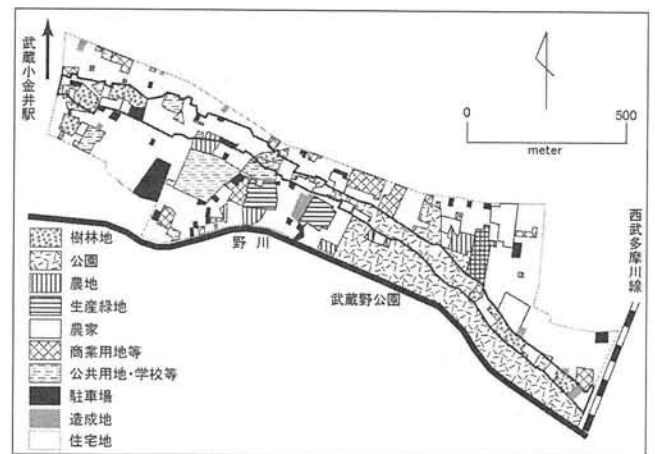 武蔵小金井駅
0
500
meter
西武多摩川線
野川
武蔵野公園
樹林地
公園
農地
生産緑地
農家
商業用地等
公共用地・学校等
駐車場
造成地
住宅地